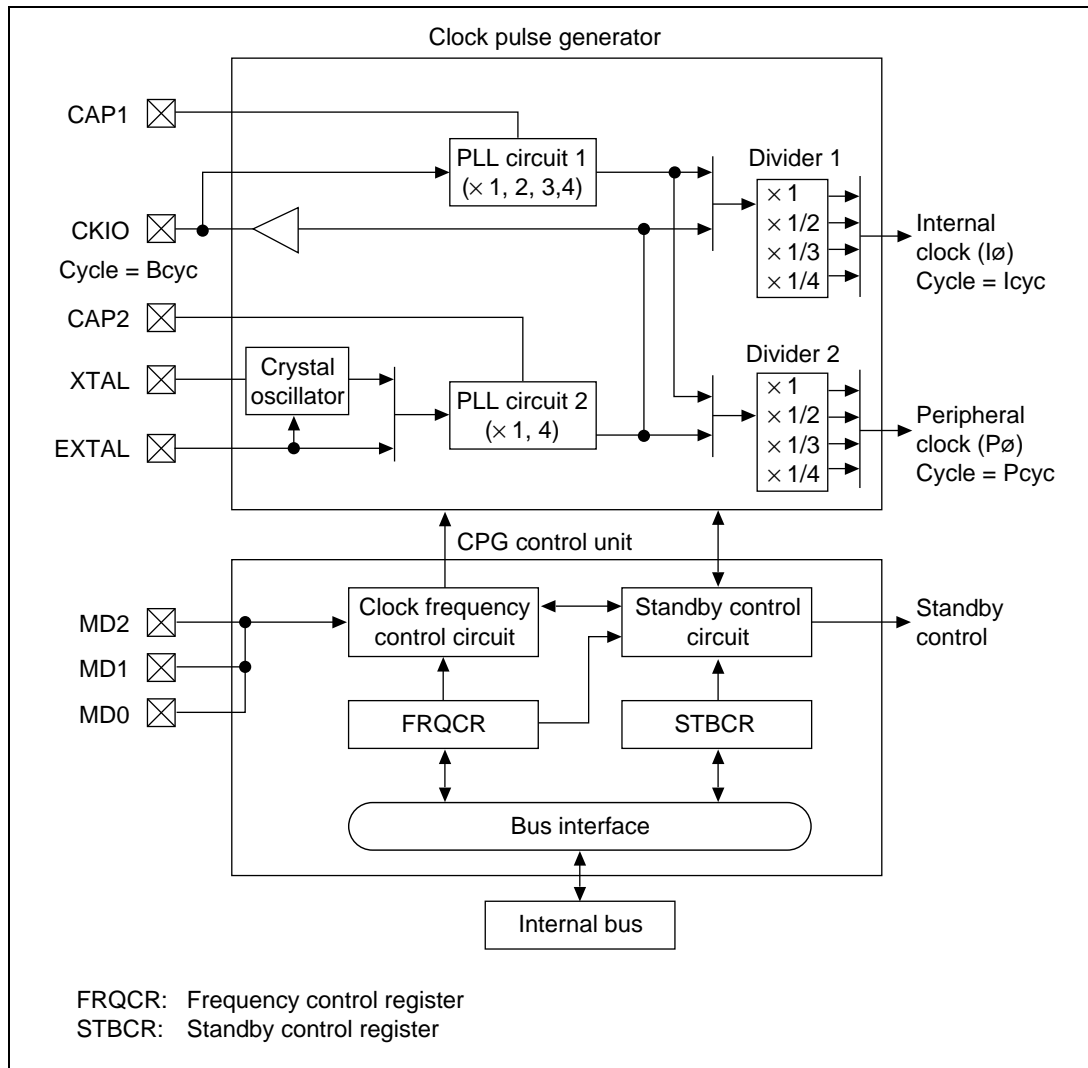 Clock pulse generator
CAP1
PLL circuit 1
(× 1, 2, 3,4)
CKIO
Cycle = Bcyc
Divider 1
× 1
× 1/2
× 1/3
× 1/4
Internal
clock (Iø)
Cycle = Icyc
CAP2
XTAL
Crystal
oscillator
EXTAL
PLL circuit 2
(× 1, 4)
Divider 2
× 1
× 1/2
× 1/3
× 1/4
Peripheral
clock (Pø)
Cycle = Pcyc
CPG control unit
MD2
MD1
MD0
Clock frequency
control circuit
Standby control
circuit
Standby
control
FRQCR
STBCR
Bus interface
Internal bus
FRQCR: Frequency control register
STBCR: Standby control register